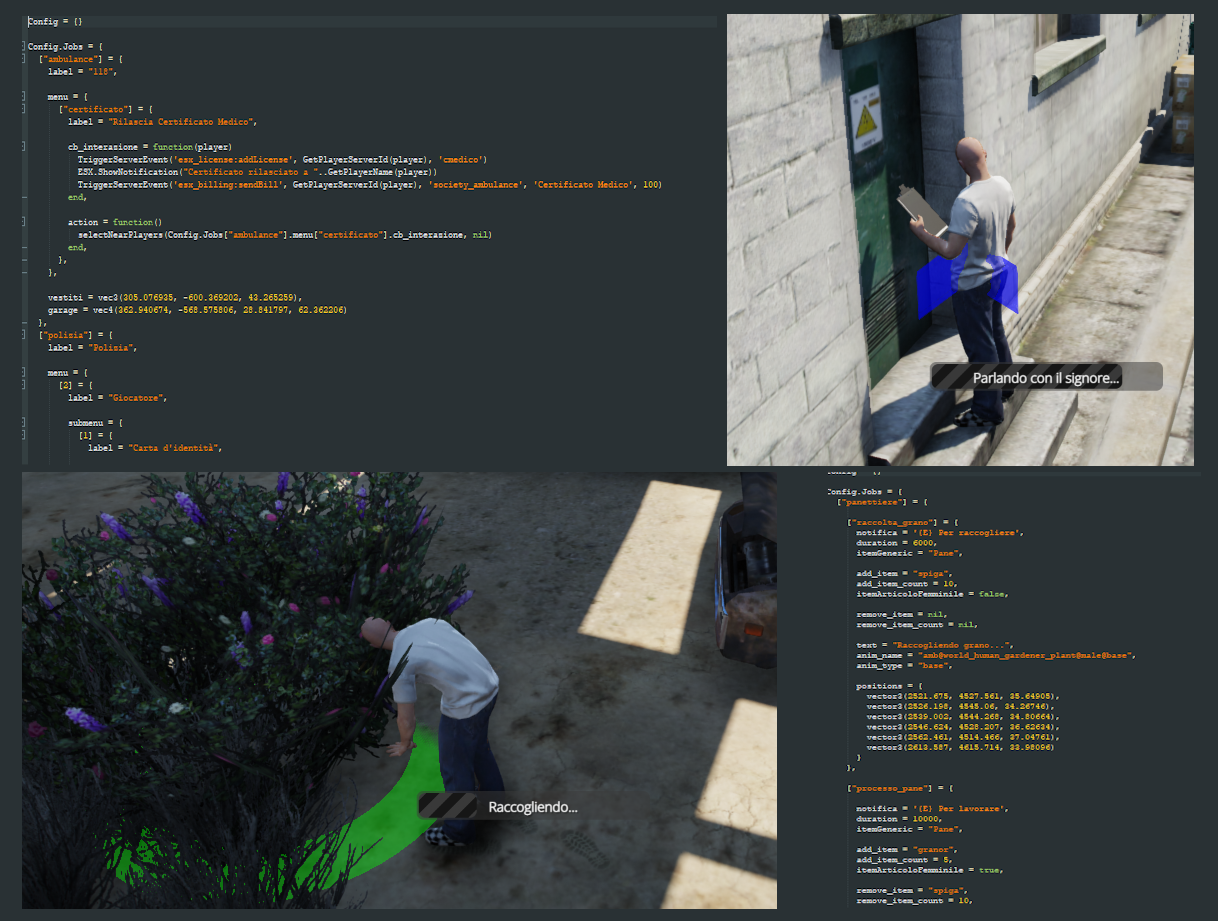 Config = {}
Config.Jobs = {
["ambulance"] = {
label = "118",
menu = {
["certificato"] = {
label = "Rilascia Certificato Medico",
cb_interazione = function(player)
TriggerServerEvent('esx_license:addLicense', GetPlayerServerId(player), 'cmedico')
ESX.ShowNotification("Certificato rilasciato a "..GetPlayerName(player))
TriggerServerEvent('esx_billing:sendBill', GetPlayerServerId(player), 'society_ambulance', 'Certificato Medico', 100)
end,
action = function()
selectNearPlayers(Config.Jobs["ambulance"].menu["certificato"].cb_interazione, nil)
end,
},
},
vestiti = vec3(305.076935, -600.369202, 43.265259),
garage = vec4(362.940674, -568.575806, 28.841797, 62.362206)
},
["polizia"] = {
label = "Polizia",
menu = {
[2] = {
label = "Giocatore",
submenu = {
[1] = {
label = "Carta d'identità",
Parlando con il signore...
Raccogliendo...
Config = {}
Config.Jobs = {
["panettiere"] = {
["raccolta_grano"] = {
notifica = '(E) Per raccogliere',
duration = 6000,
itemGeneric = "Pane",
add_item = "spiga",
add_item_count = 10,
itemArticoloFemminile = false,
remove_item = nil,
remove_item_count = nil,
text = "Raccogliendo grano...",
anim_name = "amb@world_human_gardener_plant@male@base",
anim_type = "base",
positions = {
vector3(2521.675, 4527.561, 35.64905),
vector3(2526.198, 4545.06, 34.26746),
vector3(2539.002, 4544.268, 34.80664),
vector3(2546.624, 4528.207, 36.62634),
vector3(2562.461, 4514.466, 37.04761),
vector3(2613.587, 4615.714, 33.98096)
}
},
["processo_pane"] = {
notifica = '(E) Per lavorare',
duration = 10000,
itemGeneric = "Pane",
add_item = "granor",
add_item_count = 5,
itemArticoloFemminile = true,
remove_item = "spiga",
remove_item_count = 10,